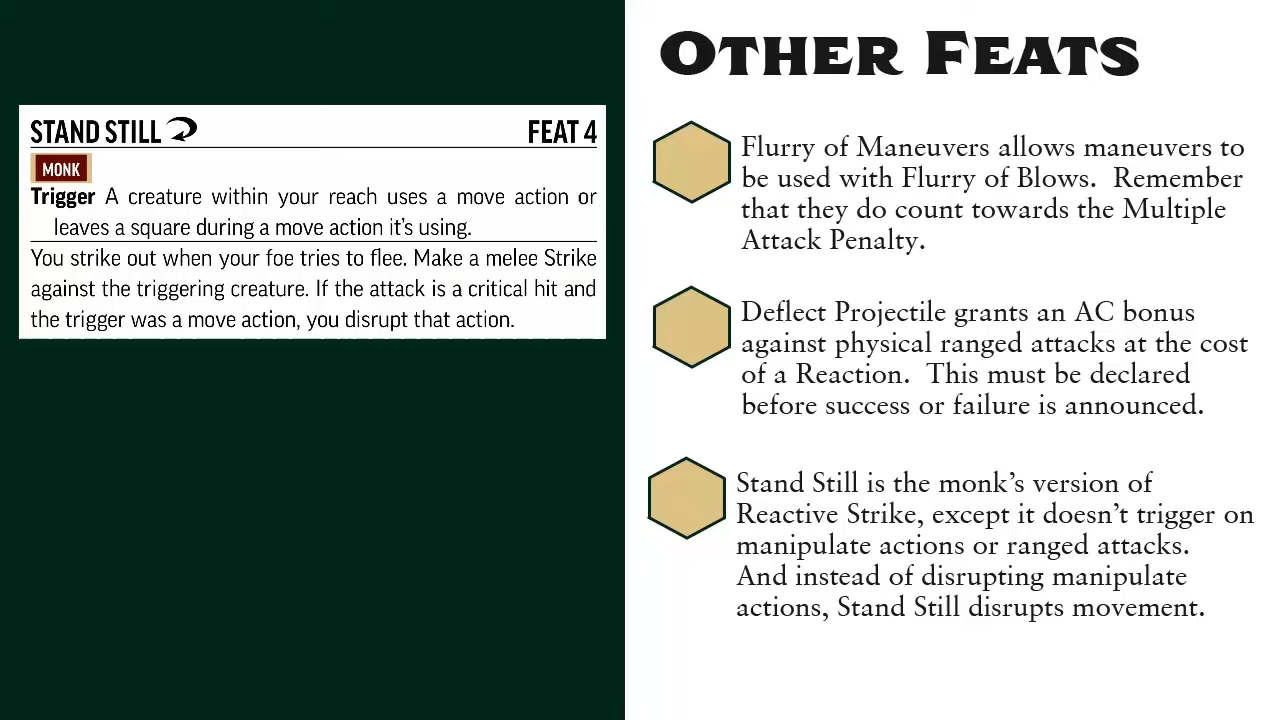 STAND STILL
FEAT 4
MONK
Trigger A creature within your reach uses a move action or
leaves a square during a move action it's using.
You strike out when your foe tries to flee. Make a melee Strike
against the triggering creature. If the attack is a critical hit and
the trigger was a move action, you disrupt that action.
OTHER FEATS
Flurry of Maneuvers allows maneuvers to
be used with Flurry of Blows.  Remember
that they do count towards the Multiple
Attack Penalty.
Deflect Projectile grants an AC bonus
against physical ranged attacks at the cost
of a Reaction.  This must be declared
before success or failure is announced.
Stand Still is the monk's version of
Reactive Strike, except it doesn't trigger on
manipulate actions or ranged attacks.
And instead of disrupting manipulate
actions, Stand Still disrupts movement.